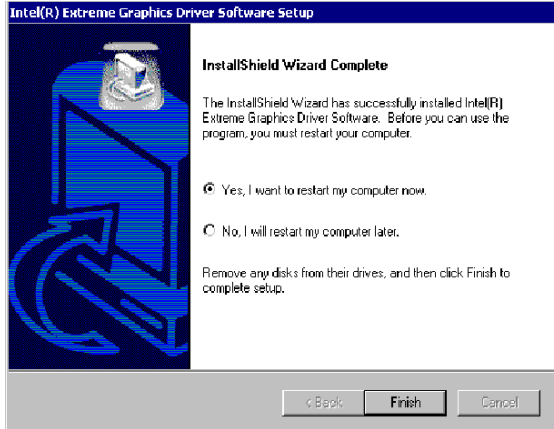 Intel(R) Extreme Graphics Driver Software Setup
InstallShield Wizard Complete
The InstallShield Wizard has successfully installed Intel(R)
Extreme Graphics Driver Software. Before you can use the
program, you must restart your computer.
Yes, I want to restart my computer now.
No, I will restart my computer later.
Remove any disks from their drives, and then click Finish to
complete setup.
< Back Finish Cancel